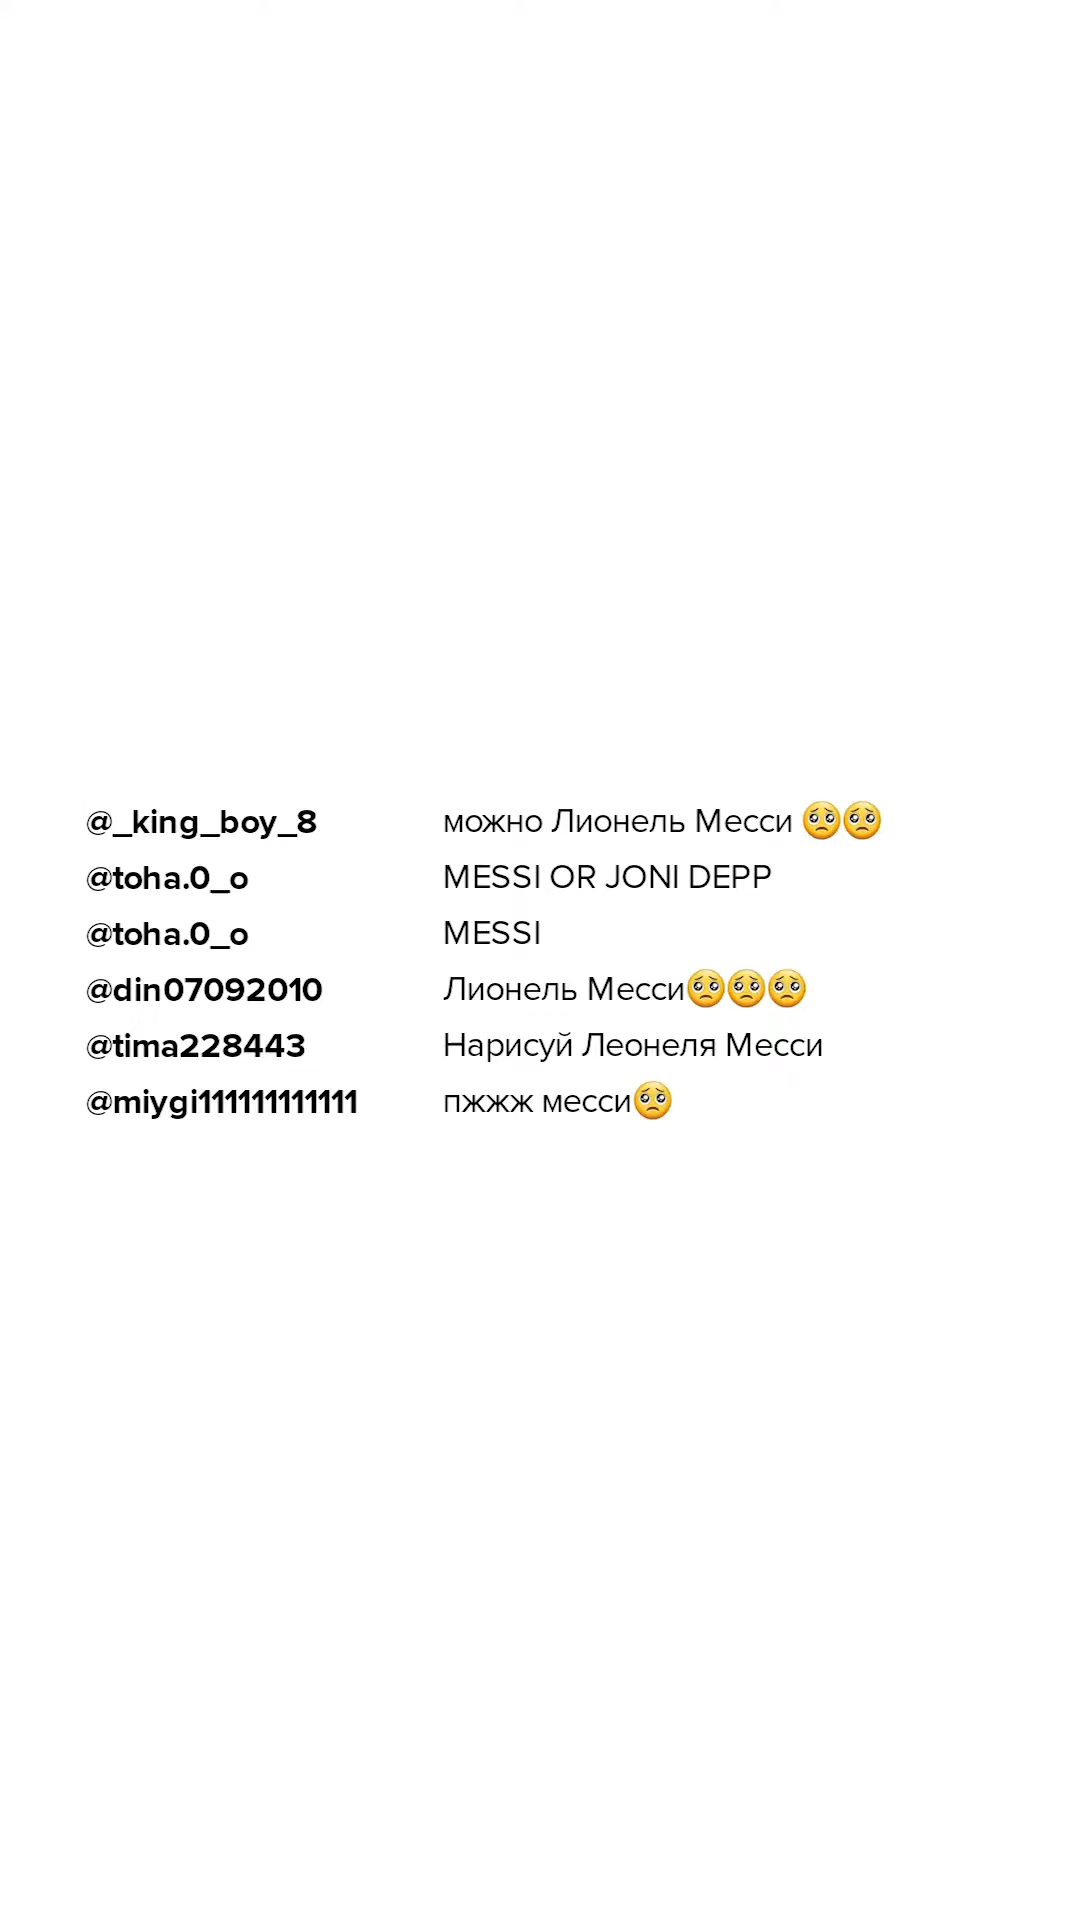 @_king_boy_8 можно Лионель Месси 🥺🥺
@toha.0_o MESSI OR JONI DEPP
@toha.0_o MESSI
@din07092010 Лионель Месси🥺🥺🥺
@tima228443 Нарисуй Леонеля Месси
@miygi111111111111 пжжж месси🥺